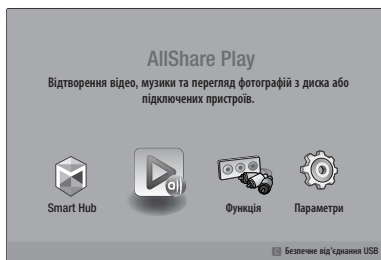 AllShare Play
Відтворення відео, музики та перегляд фотографій з диска або
підключених пристроїв.
Smart Hub
Функція
Параметри
Безпечне від'єднання USB